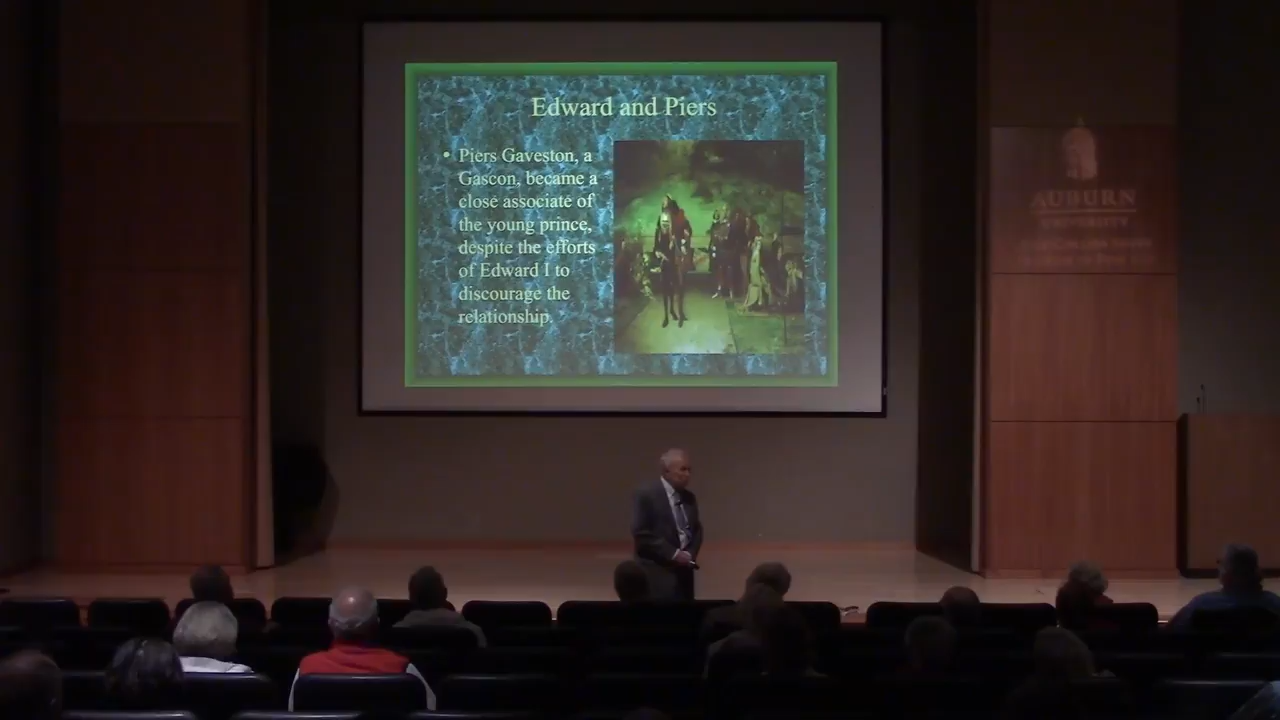 Edward and Piers
• Piers Gaveston, a
Gascon, became a
close associate of
the young prince,
despite the efforts
of Edward I to
discourage the
relationship.
AUBURN
UNIVERSITY